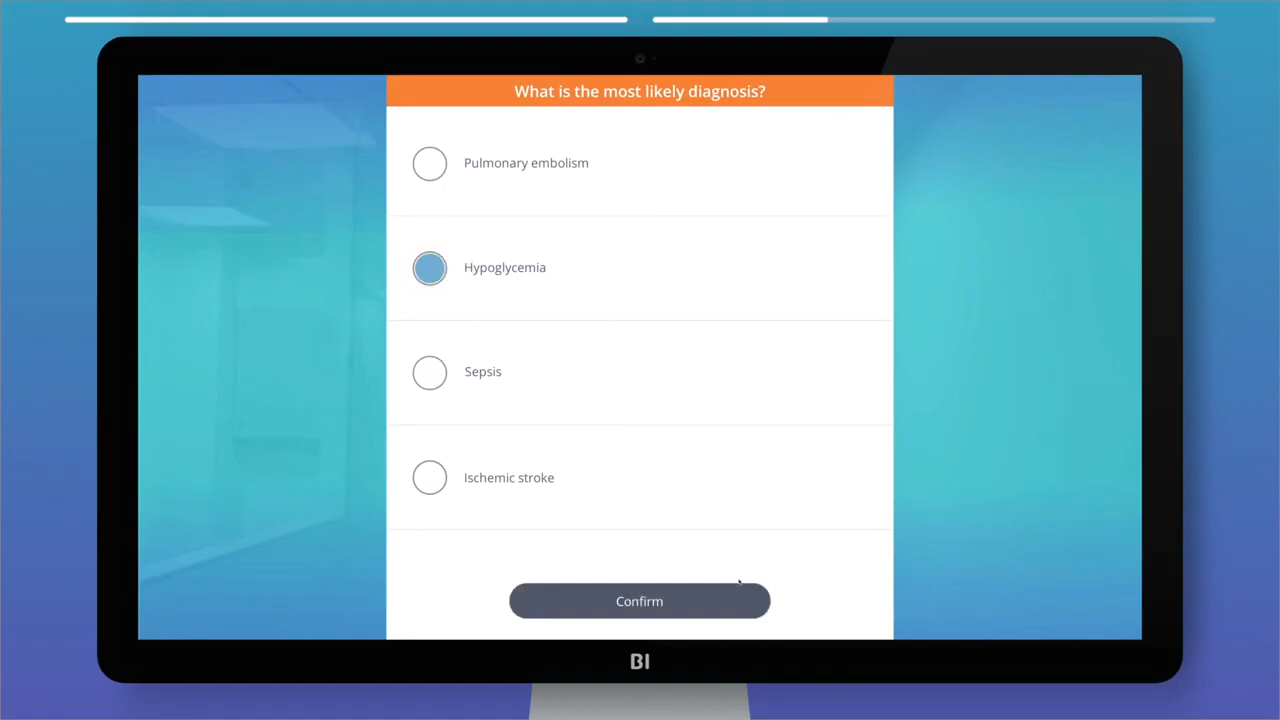 What is the most likely diagnosis?
Pulmonary embolism
Hypoglycemia
Sepsis
Ischemic stroke
Confirm
BI